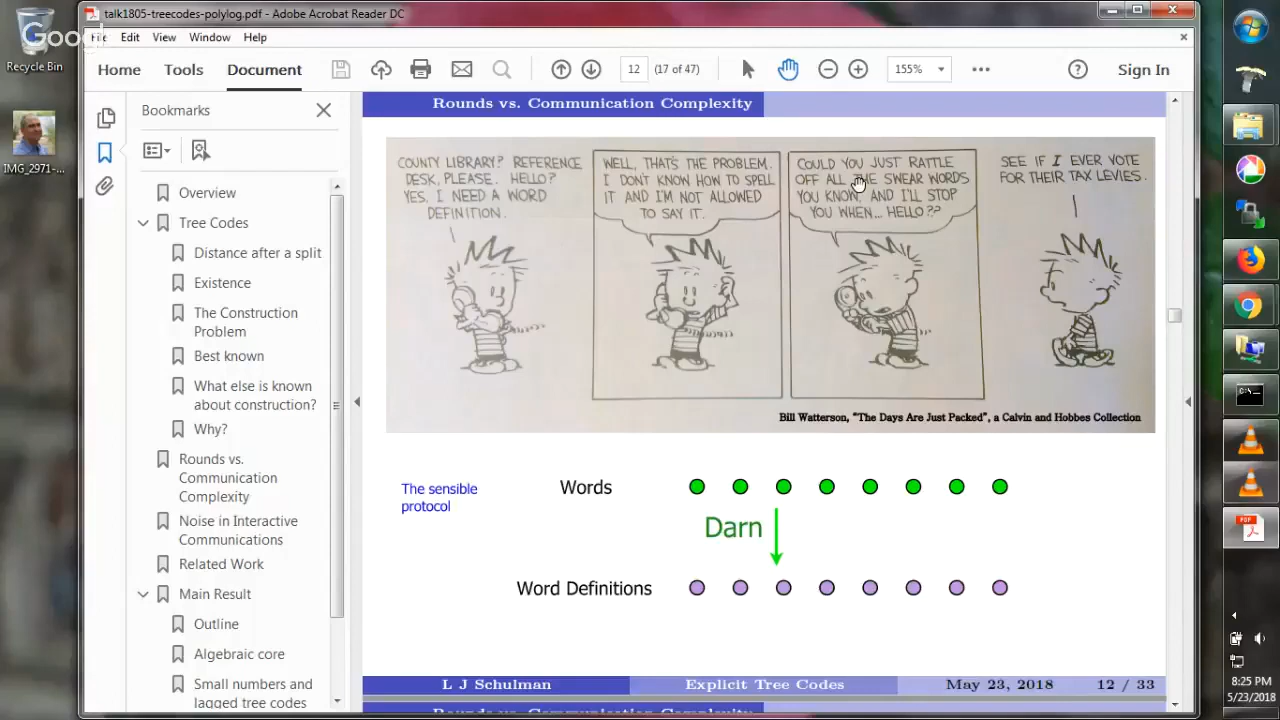 talk1805-treecodes-polylog.pdf - Adobe Acrobat Reader DC
Edit View Window Help
Recycle Bin
IMG_2971-...
Home Tools Document
12 (17 of 47)
155%
Sign In
Bookmarks
Overview
Tree Codes
Distance after a split
Existence
The Construction
Problem
Best known
What else is known
about construction?
Why?
Rounds vs.
Communication
Complexity
Noise in Interactive
Communications
Related Work
Main Result
Outline
Algebraic core
Small numbers and
lagged tree codes
Rounds vs. Communication Complexity
COUNTY LIBRARY? REFERENCE
DESK, PLEASE. HELLO?
YES. I NEED A WORD
DEFINITION.
WELL, THAT'S THE PROBLEM.
I DON'T KNOW HOW TO SPELL
IT AND I'M NOT ALLOWED
TO SAY IT.
COULD YOU JUST RATTLE
OFF ALL THE SWEAR WORDS
YOU KNOW, AND I'LL STOP
YOU WHEN... HELLO??
SEE IF I EVER VOTE
FOR THEIR TAX LEVIES.
Bill Watterson, "The Days Are Just Packed", a Calvin and Hobbes Collection
The sensible
protocol
Words
Darn
Word Definitions
L J Schulman Explicit Tree Codes May 23, 2018 12 / 33
Rounds vs. Communication Complexity
8:25 PM
5/23/2018